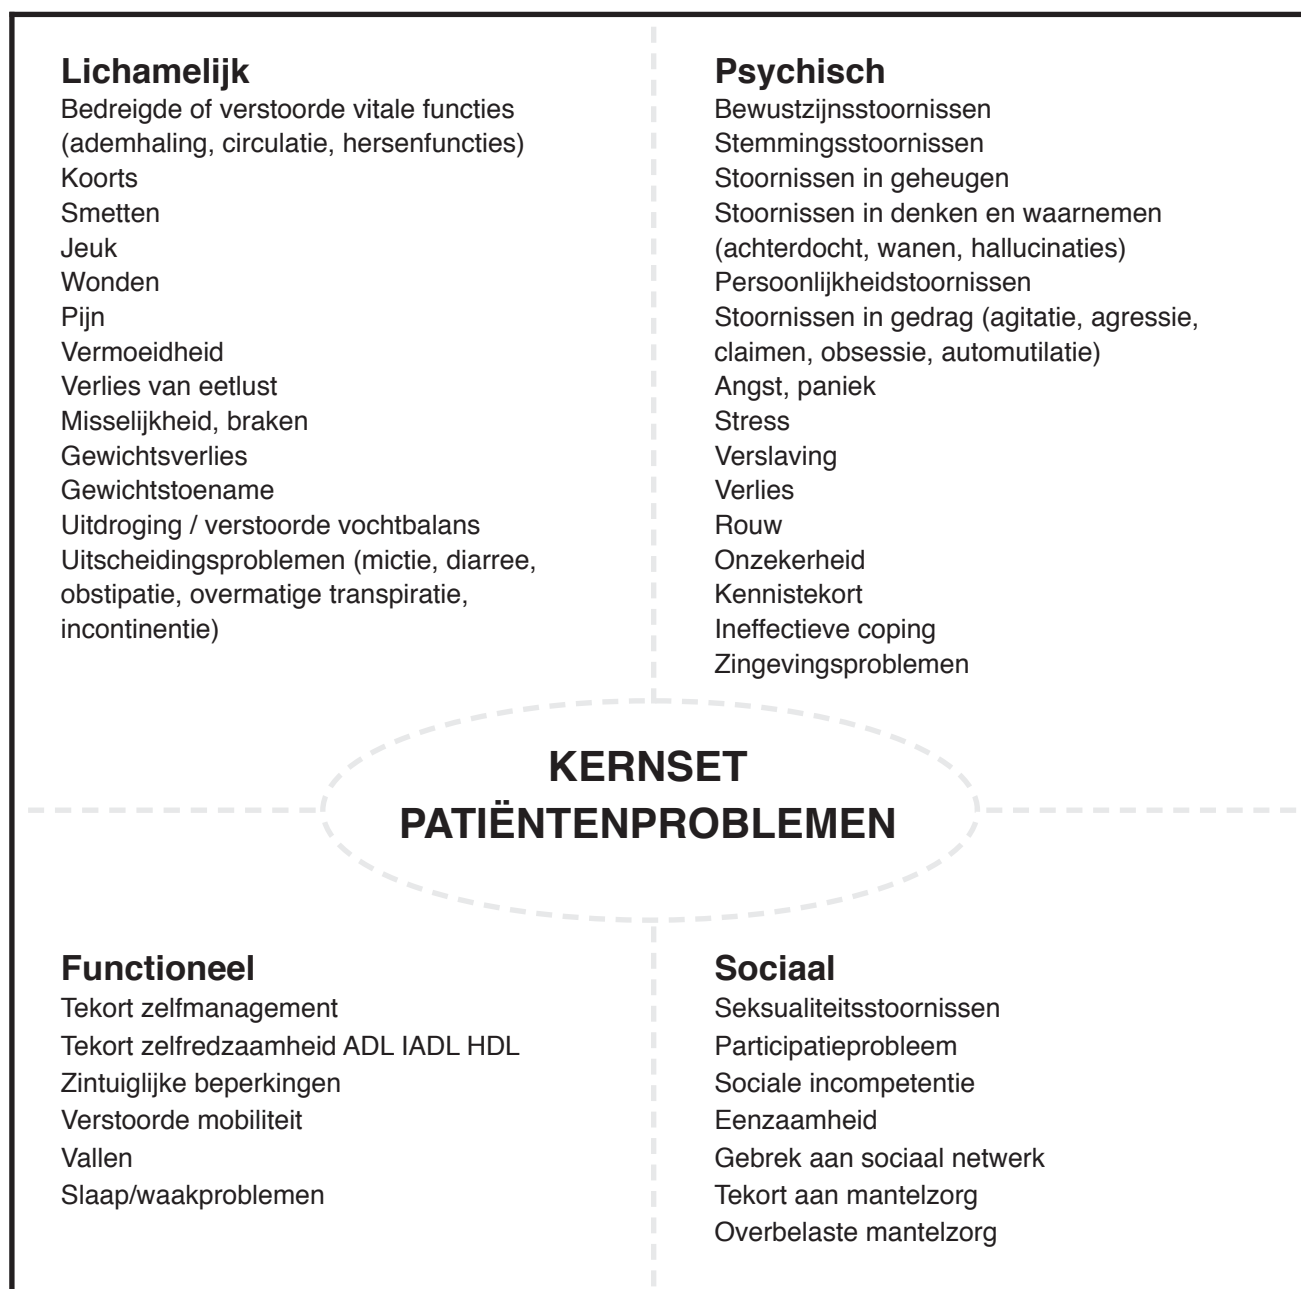 Lichamelijk
Bedreigde of verstoorde vitale functies
(ademhaling, circulatie, hersenfuncties)
Koorts
Smetten
Jeuk
Wonden
Pijn
Vermoeidheid
Verlies van eetlust
Misselijkheid, braken
Gewichtsverlies
Gewichtstoename
Uitdroging / verstoorde vochtbalans
Uitscheidingsproblemen (mictie, diarree,
obstipatie, overmatige transpiratie,
incontinentie)
Psychisch
Bewustzijnsstoornissen
Stemmingsstoornissen
Stoornissen in geheugen
Stoornissen in denken en waarnemen
(achterdocht, wanen, hallucinaties)
Persoonlijkheidstoornissen
Stoornissen in gedrag (agitatie, agressie,
claimen, obsessie, automutilatie)
Angst, paniek
Stress
Verslaving
Verlies
Rouw
Onzekerheid
Kennistekort
Ineffectieve coping
Zingevingsproblemen
KERNSET
PATIËNTENPROBLEMEN
Functioneel
Tekort zelfmanagement
Tekort zelfredzaamheid ADL IADL HDL
Zintuiglijke beperkingen
Verstoorde mobiliteit
Vallen
Slaap/waakproblemen
Sociaal
Seksualiteitsstoornissen
Participatieprobleem
Sociale incompetentie
Eenzaamheid
Gebrek aan sociaal netwerk
Tekort aan mantelzorg
Overbelaste mantelzorg